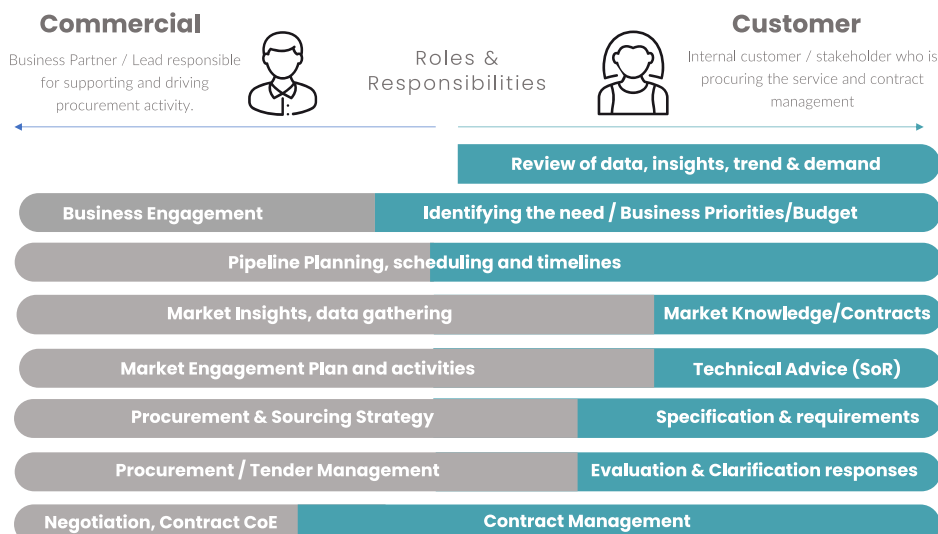 Commercial
Business Partner / Lead responsible
for supporting and driving
procurement activity.
Roles &
Responsibilities
Customer
Internal customer / stakeholder who is
procuring the service and contract
management
Review of data, insights, trend & demand
Business Engagement
Identifying the need / Business Priorities/Budget
Pipeline Planning, scheduling and timelines
Market Insights, data gathering
Market Knowledge/Contracts
Market Engagement Plan and activities
Technical Advice (SoR)
Procurement & Sourcing Strategy
Specification & requirements
Procurement / Tender Management
Evaluation & Clarification responses
Negotiation, Contract CoE
Contract Management